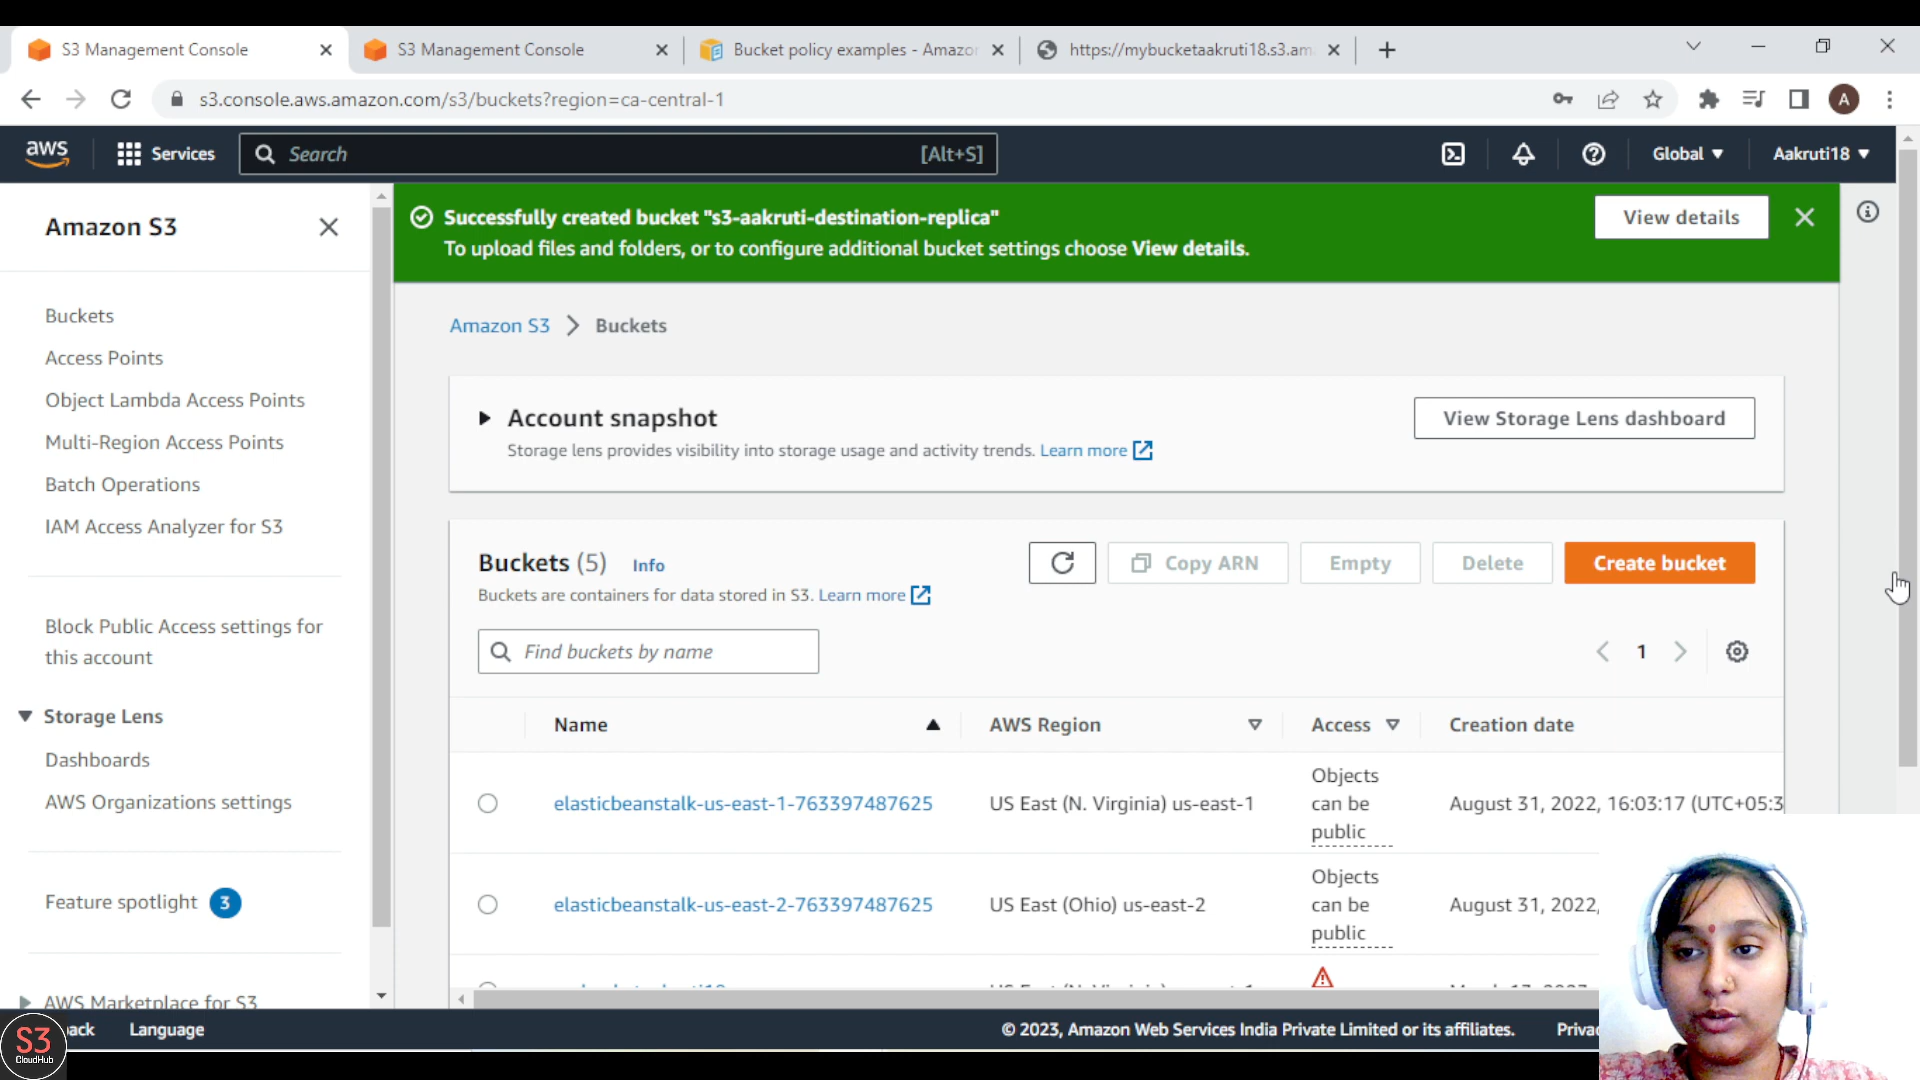 S3 Management Console
S3 Management Console
Bucket policy examples - Amazon
https://mybucketaakruti18.s3.am
s3.console.aws.amazon.com/s3/buckets?region=ca-central-1
A
aws
Services
Search
[Alt+S]
Global
Aakruti18
Amazon S3
Buckets
Access Points
Object Lambda Access Points
Multi-Region Access Points
Batch Operations
IAM Access Analyzer for S3
Block Public Access settings for
this account
Storage Lens
Dashboards
AWS Organizations settings
Feature spotlight 3
AWS Marketplace for S3
Successfully created bucket "s3-aakruti-destination-replica"
To upload files and folders, or to configure additional bucket settings choose View details.
View details
Amazon S3 > Buckets
Account snapshot
Storage lens provides visibility into storage usage and activity trends. Learn more
View Storage Lens dashboard
Buckets (5) Info
Buckets are containers for data stored in S3. Learn more
Copy ARN
Empty
Delete
Create bucket
Find buckets by name
1
Name
AWS Region
Access
Creation date
elasticbeanstalk-us-east-1-763397487625
US East (N. Virginia) us-east-1
Objects
can be
public
August 31, 2022, 16:03:17 (UTC+05:3
elasticbeanstalk-us-east-2-763397487625
US East (Ohio) us-east-2
Objects
can be
public
August 31, 2022,
back
Language
© 2023, Amazon Web Services India Private Limited or its affiliates.
Priva
S3
CloudHub